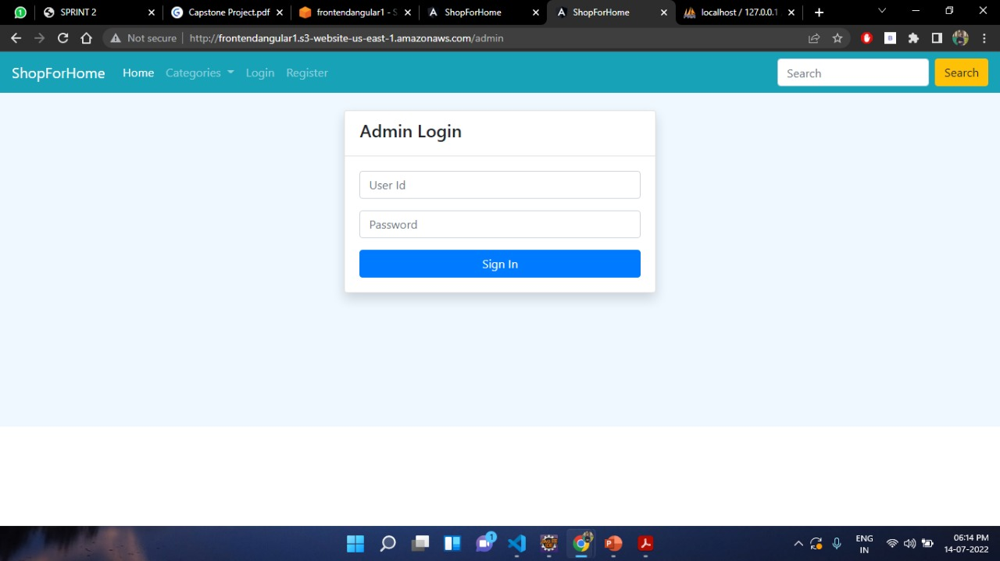 SPRINT 2
Capstone Project.pdf
frontendangular1 - S
ShopForHome
ShopForHome
localhost / 127.0.0.1
Not secure
http://frontendangular1.s3-website-us-east-1.amazonaws.com/admin
ShopForHome Home Categories Login Register Search Search
Admin Login
User Id
Password
Sign In
ENG
IN
06:14 PM
14-07-2022